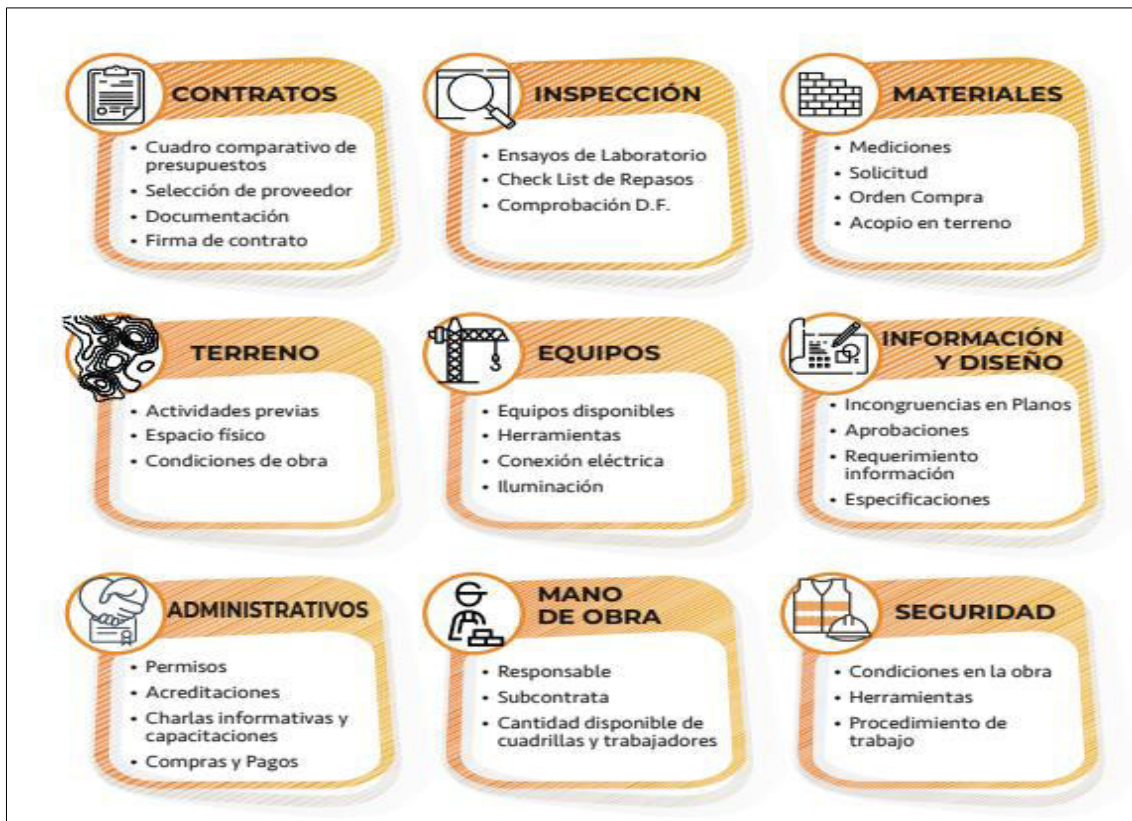 CONTRATOS
• Cuadro comparativo de
presupuestos
• Selección de proveedor
• Documentación
• Firma de contrato
INSPECCIÓN
• Ensayos de Laboratorio
• Check List de Repasos
• Comprobación D.F.
MATERIALES
• Mediciones
• Solicitud
• Orden Compra
• Acopio en terreno
TERRENO
• Actividades previas
• Espacio físico
• Condiciones de obra
EQUIPOS
• Equipos disponibles
• Herramientas
• Conexión eléctrica
• Iluminación
INFORMACIÓN
Y DISEÑO
• Incongruencias en Planos
• Aprobaciones
• Requerimiento
información
• Especificaciones
ADMINISTRATIVOS
• Permisos
• Acreditaciones
• Charlas informativas y
capacitaciones
• Compras y Pagos
MANO
DE OBRA
• Responsable
• Subcontrata
• Cantidad disponible de
cuadrillas y trabajadores
SEGURIDAD
• Condiciones en la obra
• Herramientas
• Procedimiento de
trabajo